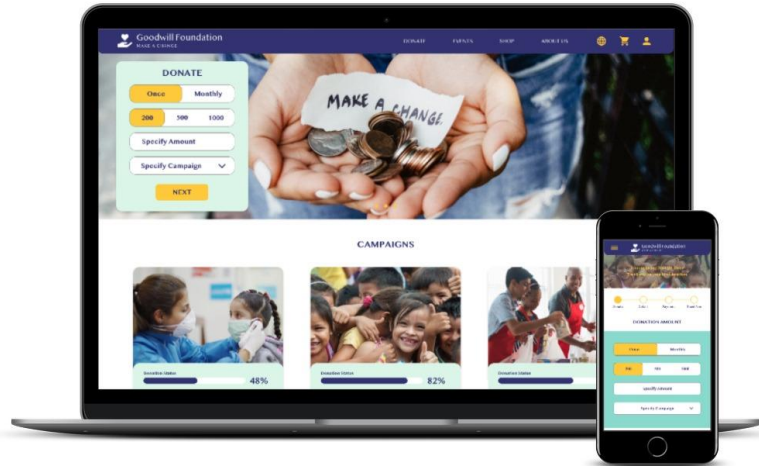 Goodwill Foundation
MAKE A CHANGE
DONATE EVENTS SHOP ABOUT US
DONATE
Once Monthly
200 500 1000
Specify Amount
Specify Campaign
NEXT
MAKE A CHANGE
CAMPAIGNS
Donation Status
48%
Donation Status
82%
Donation Status
Goodwill Foundation
DONATION AMOUNT
Once Monthly
Specify Amount
Specify Campaign